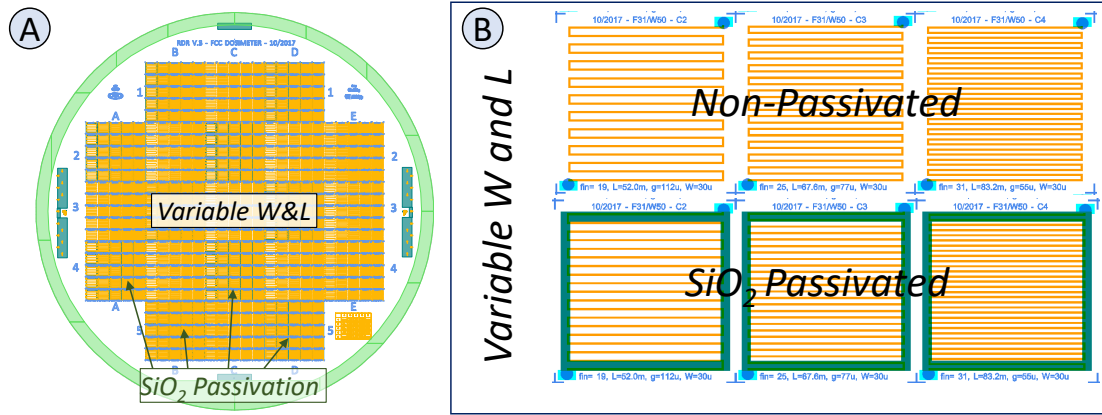 A
RDR V.3 - FCC DOSIMETER - 10/2017
B C D
1 1
A E
2 2
3 3
Variable W&L
4 4
A E
5 5
B C D
SiO2 Passivation
B
Variable W and L
10/2017 - F31/W50 - C2 10/2017 - F31/W50 - C3 10/2017 - F31/W50 - C4
Non-Passivated
fin= 19, L=52.0m, g=112u, W=30u fin= 25, L=67.6m, g=77u, W=30u fin= 31, L=83.2m, g=55u, W=30u
10/2017 - F31/W50 - C2 10/2017 - F31/W50 - C3 10/2017 - F31/W50 - C4
SiO2 Passivated
fin= 19, L=52.0m, g=112u, W=30u fin= 25, L=67.6m, g=77u, W=30u fin= 31, L=83.2m, g=55u, W=30u